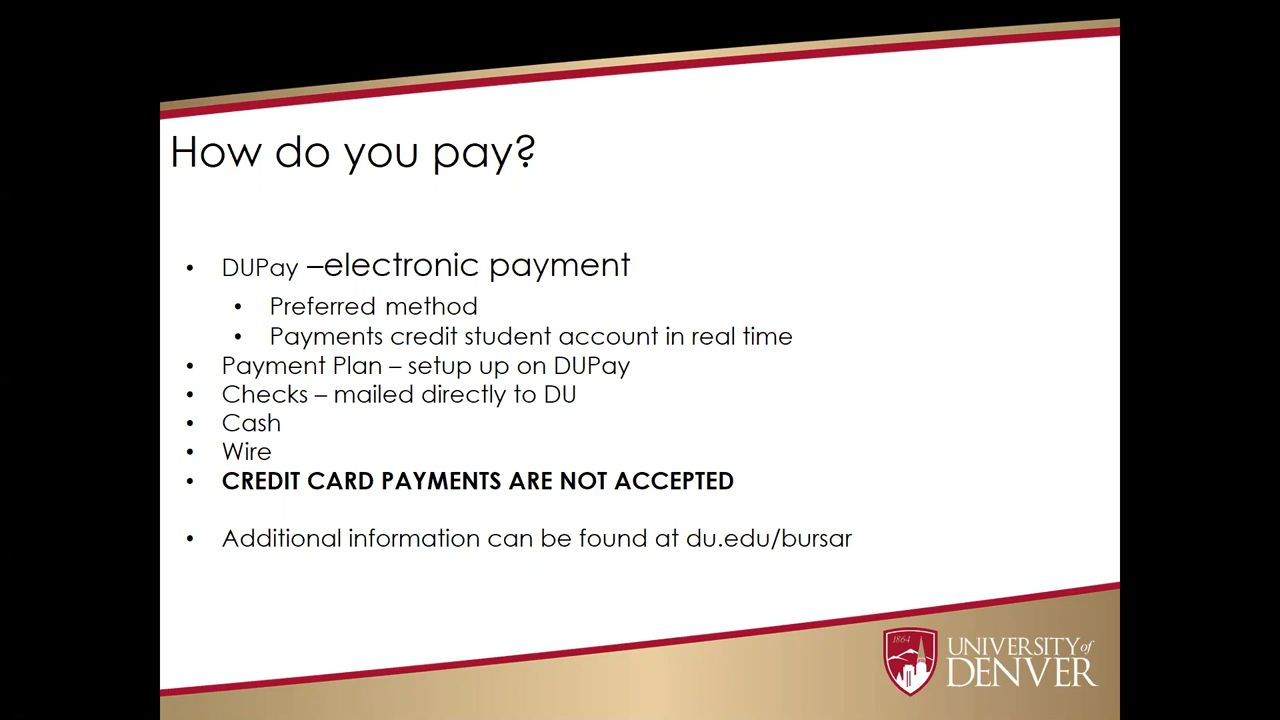 How do you pay?
• DUPay –electronic payment
• Preferred method
• Payments credit student account in real time
• Payment Plan – setup up on DUPay
• Checks – mailed directly to DU
• Cash
• Wire
• CREDIT CARD PAYMENTS ARE NOT ACCEPTED
• Additional information can be found at du.edu/bursar
1864
UNIVERSITY of
DENVER